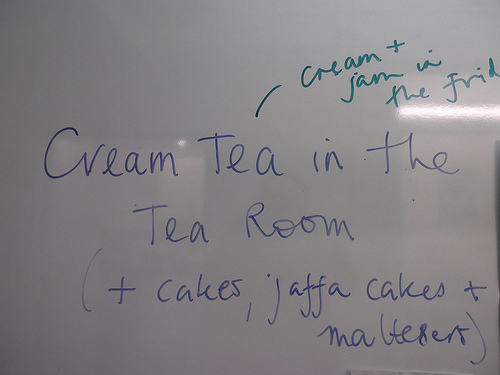 cream +
jam in
the frid
Cream Tea in the
Tea Room
(+ cakes, jaffa cakes +
maltesers)